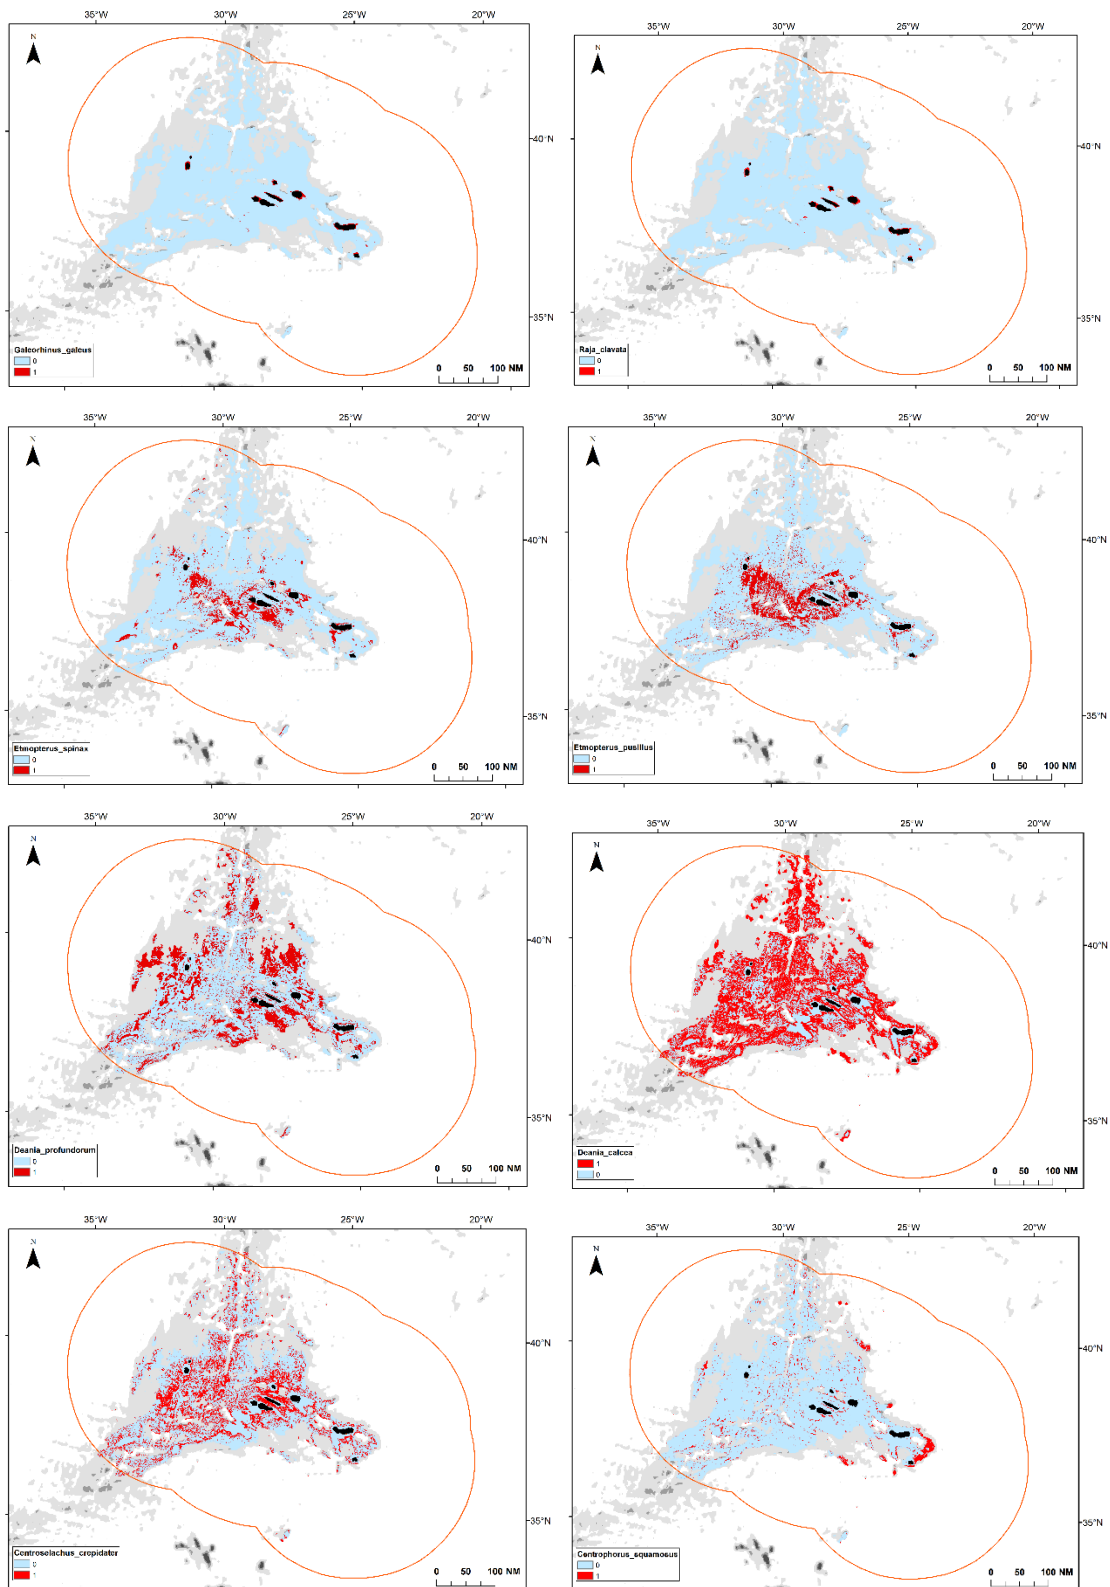 35°W 30°W 25°W 20°W
N
40°N
35°N
Galeorhinus_galeus
0
1
0 50 100 NM
35°W 30°W 25°W 20°W
N
40°N
35°N
Raja_clavata
0
1
0 50 100 NM
35°W 30°W 25°W 20°W
N
40°N
35°N
Etmopterus_spinax
0
1
0 50 100 NM
35°W 30°W 25°W 20°W
N
40°N
35°N
Etmopterus_pusillus
0
1
0 50 100 NM
35°W 30°W 25°W 20°W
N
40°N
35°N
Deania_profundorum
0
1
0 50 100 NM
35°W 30°W 25°W 20°W
N
40°N
35°N
Deania_calcea
1
0
0 50 100 NM
35°W 30°W 25°W 20°W
N
40°N
35°N
Centroselachus_crepidater
0
1
0 50 100 NM
35°W 30°W 25°W 20°W
N
40°N
35°N
Centrophorus_squamosus
0
1
0 50 100 NM